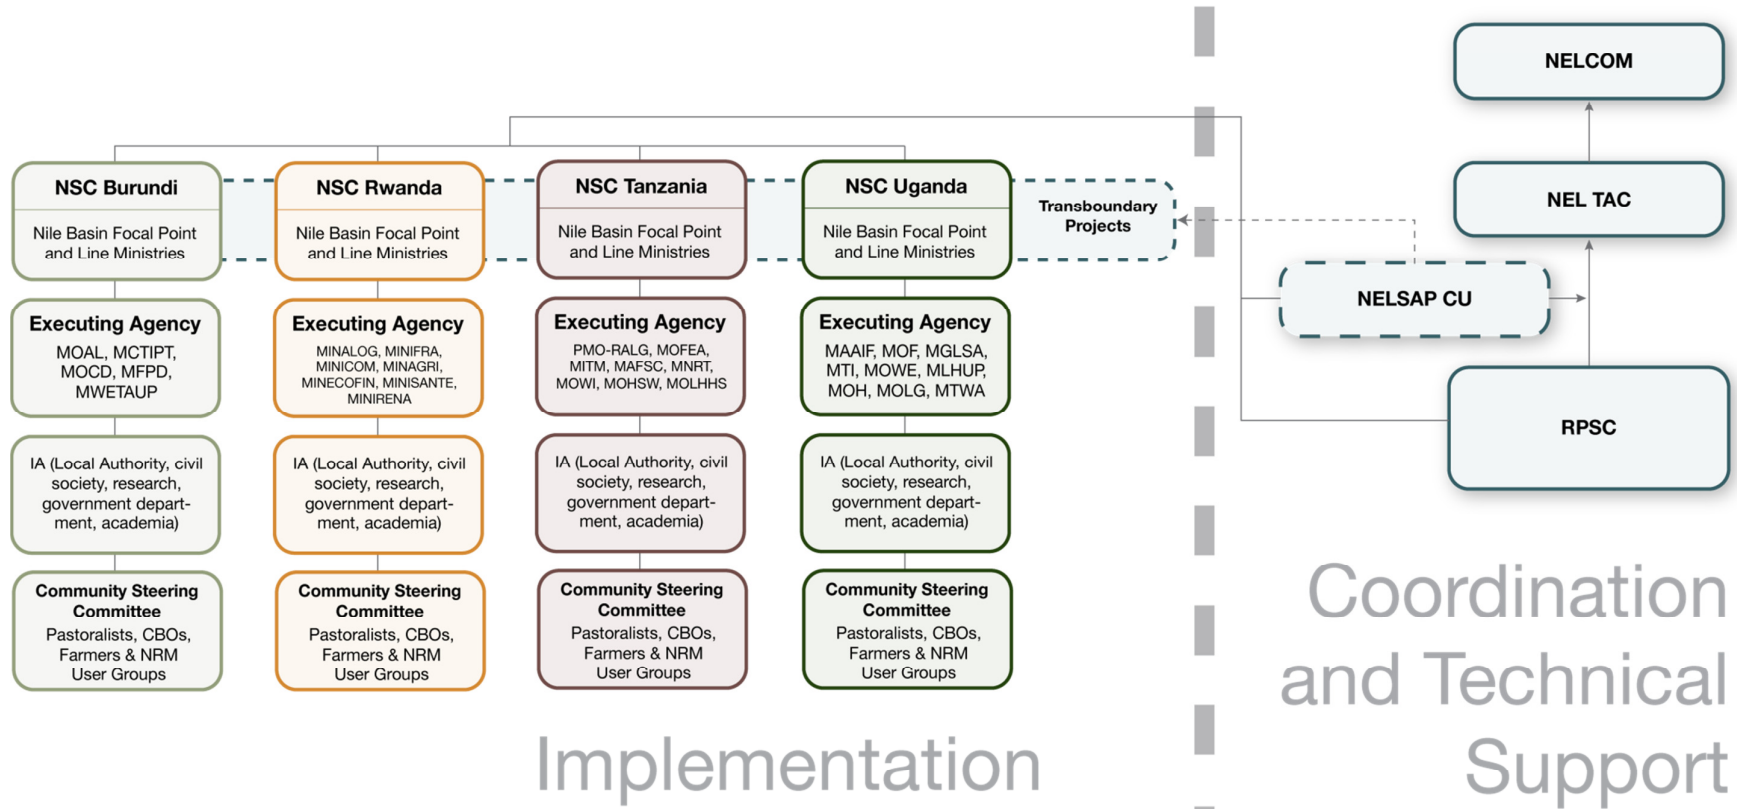 NELCOM
NEL TAC
NELSAP CU
RPSC
NSC Burundi
Nile Basin Focal Point
and Line Ministries
Executing Agency
MOAL, MCTIPT,
MOCD, MFPD,
MWETAUP
IA (Local Authority, civil
society, research,
government depart-
ment, academia)
Community Steering
Committee
Pastoralists, CBOs,
Farmers & NRM
User Groups
NSC Rwanda
Nile Basin Focal Point
and Line Ministries
Executing Agency
MINALOG, MINIFRA,
MINICOM, MINAGRI,
MINECOFIN, MINISANTE,
MINIRENA
IA (Local Authority, civil
society, research,
government depart-
ment, academia)
Community Steering
Committee
Pastoralists, CBOs,
Farmers & NRM
User Groups
NSC Tanzania
Nile Basin Focal Point
and Line Ministries
Executing Agency
PMO-RALG, MOFEA,
MITM, MAFSC, MNRT,
MOWI, MOHSW, MOLHHS
IA (Local Authority, civil
society, research,
government depart-
ment, academia)
Community Steering
Committee
Pastoralists, CBOs,
Farmers & NRM
User Groups
NSC Uganda
Nile Basin Focal Point
and Line Ministries
Executing Agency
MAAIF, MOF, MGLSA,
MTI, MOWE, MLHUP,
MOH, MOLG, MTWA
IA (Local Authority, civil
society, research,
government depart-
ment, academia)
Community Steering
Committee
Pastoralists, CBOs,
Farmers & NRM
User Groups
Transboundary
Projects
Implementation
Coordination
and Technical
Support